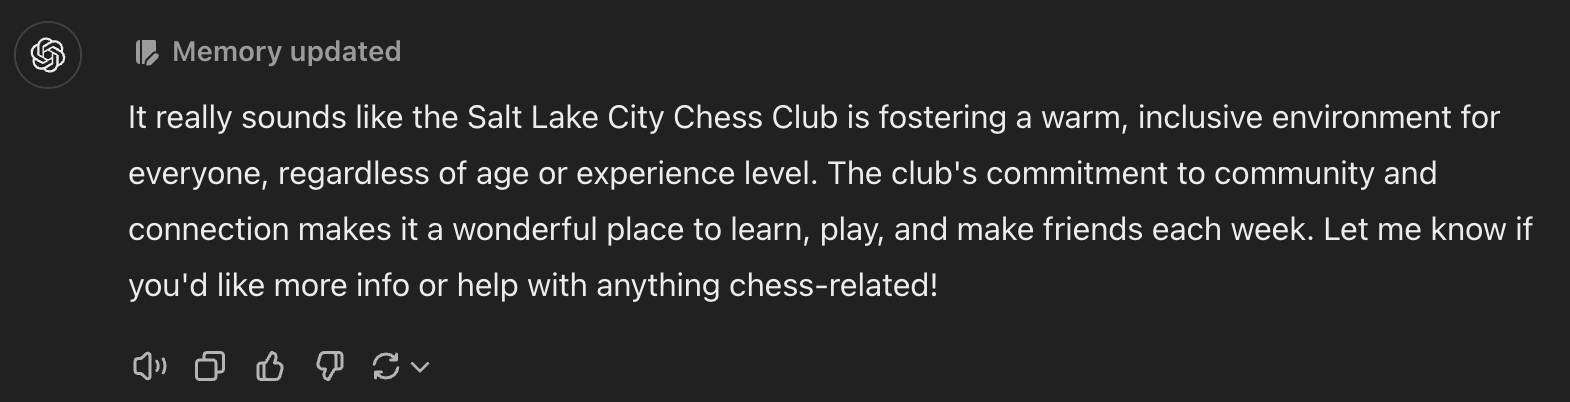 Memory updated
It really sounds like the Salt Lake City Chess Club is fostering a warm, inclusive environment for
everyone, regardless of age or experience level. The club's commitment to community and
connection makes it a wonderful place to learn, play, and make friends each week. Let me know if
you'd like more info or help with anything chess-related!